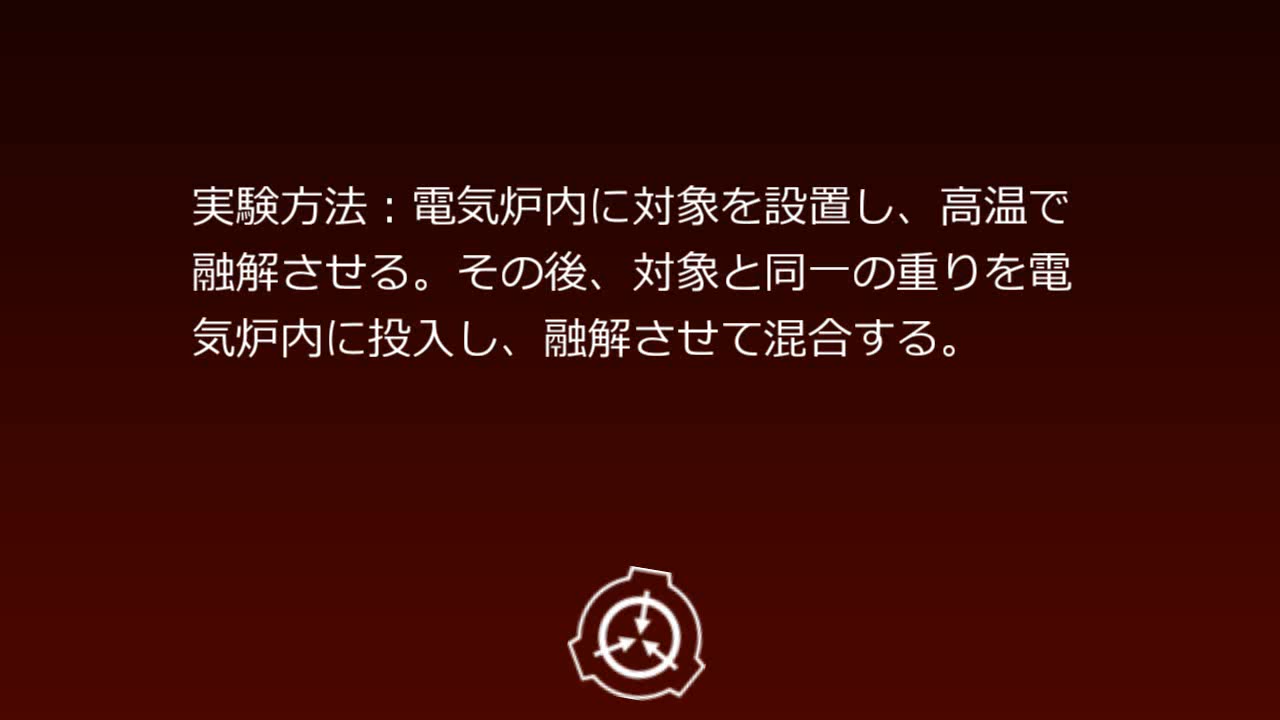 実験方法：電気炉内に対象を設置し、高温で
融解させる。その後、対象と同一の重りを電
気炉内に投入し、融解させて混合する。